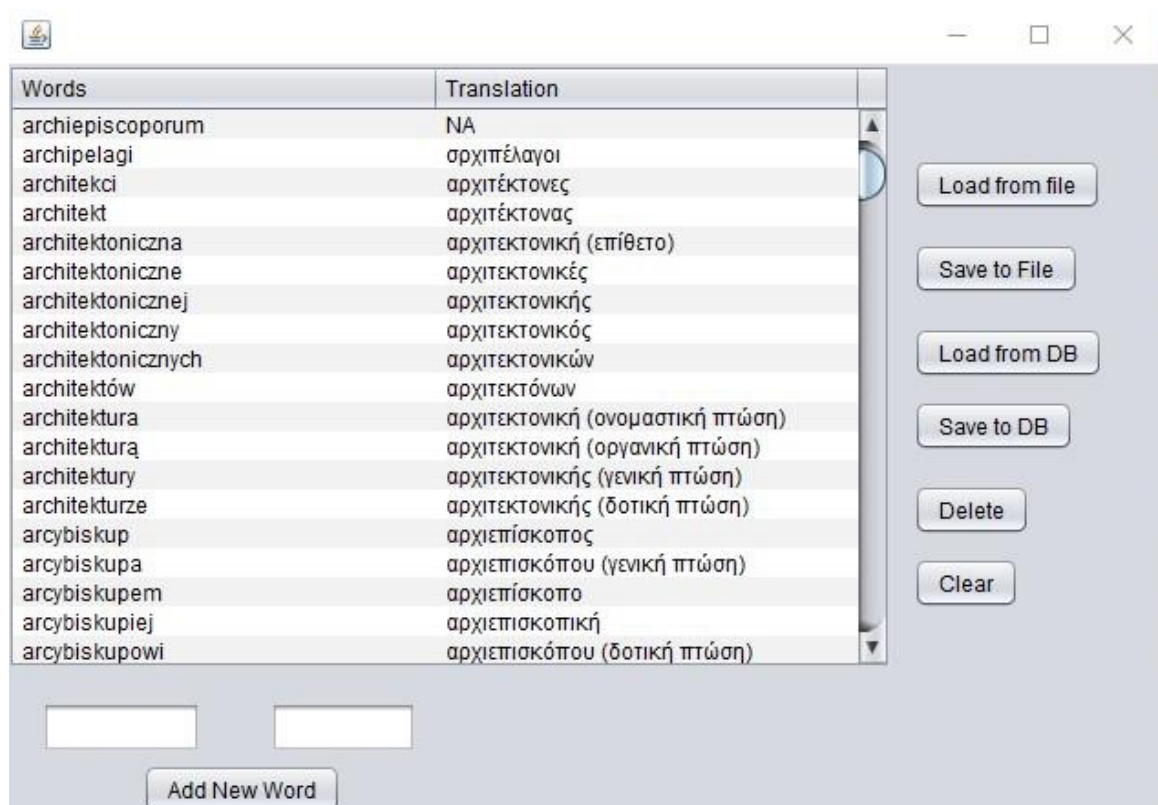 Words Translation
archiepiscoporum NA
archipelagi σρχιπέλαγοι
architekci αρχιτέκτονες
architekt αρχιτέκτονας
architektoniczna αρχιτεκτονική (επίθετο)
architektoniczne αρχιτεκτονικές
architektonicznej αρχιτεκτονικής
architektoniczny αρχιτεκτονικός
architektonicznych αρχιτεκτονικών
architektów αρχιτεκτόνων
architektura αρχιτεκτονική (ονομαστική πτώση)
architekturą αρχιτεκτονική (οργανική πτώση)
architektury αρχιτεκτονικής (γενική πτώση)
architekturze αρχιτεκτονικής (δοτική πτώση)
arcybiskup αρχιεπίσκοπος
arcybiskupa αρχιεπισκόπου (γενική πτώση)
arcybiskupem αρχιεπίσκοπο
arcybiskupiej αρχιεπισκοπική
arcybiskupowi αρχιεπισκόπου (δοτική πτώση)
Load from file
Save to File
Load from DB
Save to DB
Delete
Clear
Add New Word